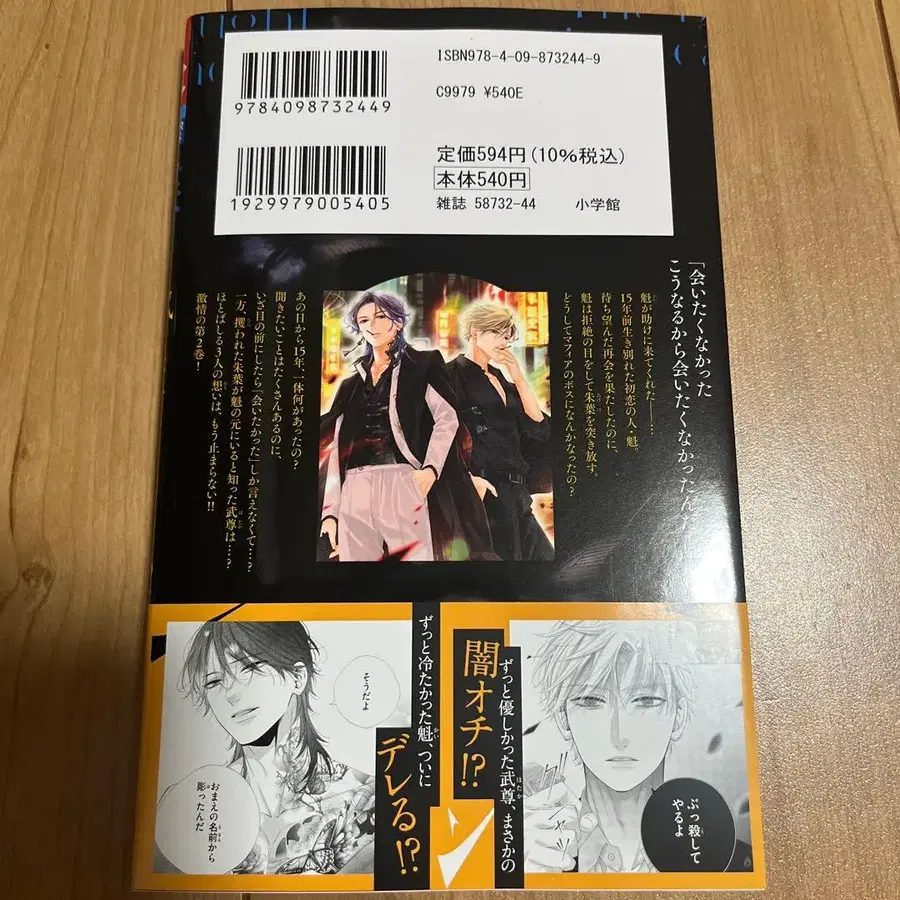 ISBN978-4-09-873244-9
C9979 ¥540E
9784098732449
定価594円(10%税込)
本体540円
雑誌 58732-44 小学館
1929979005405
「会いたくなかった
こうなるから会いたくなかったん
魁が助けに来てくれた――…
15年前生き別れた初恋の人・魁。
待ち望んだ再会を果たしたのに、
魁は拒絶の目をして朱葉を突き放す。
どうしてマフィアのボスになんかなったの?
あの日から15年、一体何があったの?
聞きたいことはたくさんあるのに、
いざ目の前にしたら「会いたかった」しか言えなくて…?
一方、攫われた朱葉が魁の元にいると知った武尊は…?
ほとばしる3人の想いは、もう止まらない!!
激情の第2巻!
ずっと優しかった武尊、まさかの
闇オチ!?
ずっと冷たかった魁、ついに
デレる!?
ぶっ殺して
やるよ
そうだよ
おまえの名前から
彫ったんだ